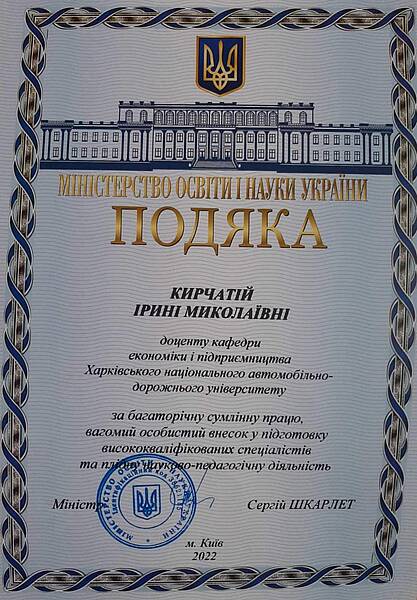 МІНІСТЕРСТВО ОСВІТИ І НАУКИ УКРАЇНИ
ПОДЯКА
КИРЧАТІЙ
ІРИНІ МИКОЛАЇВНІ
доценту кафедри
економіки і підприємництва
Харківського національного автомобільно-
дорожнього університету
за багаторічну сумлінну працю,
вагомий особистий внесок у підготовку
висококваліфікованих спеціалістів
та плідну науково-педагогічну діяльність
Міністр Сергій ШКАРЛЕТ
м. Київ
2022